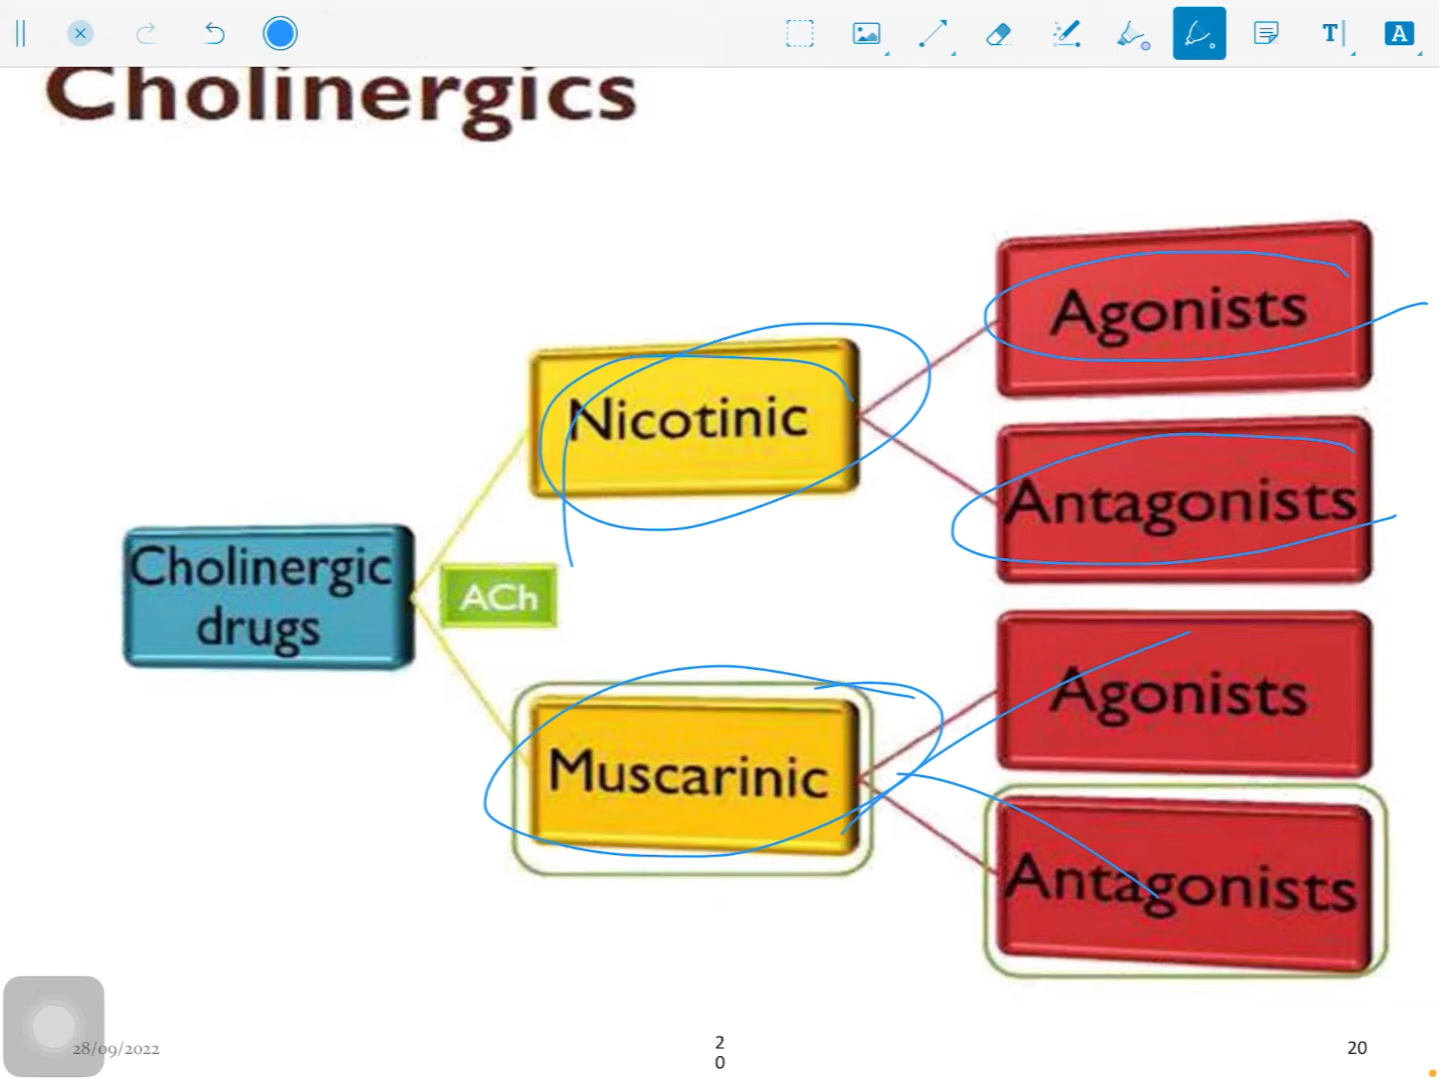 Cholinergics
Agonists
Nicotinic
Antagonists
Cholinergic
drugs
ACh
Agonists
Muscarinic
Antagonists
28/09/2022
2
0
20
T
A